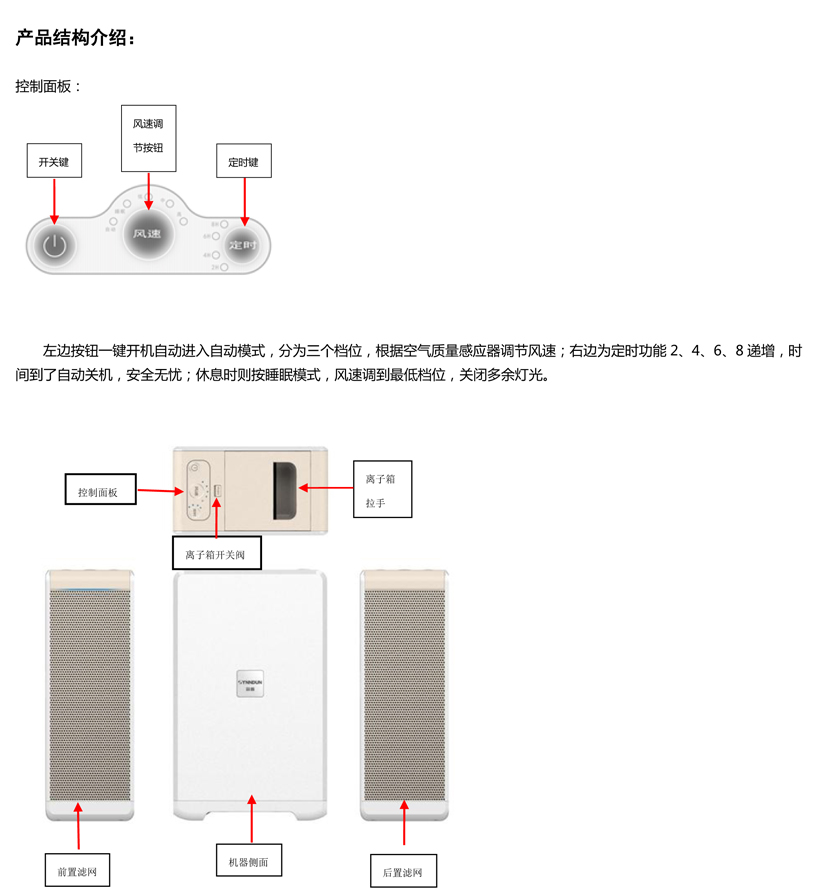 产品结构介绍：
控制面板：
风速调
节按钮
开关键
定时键
风速
定时
左边按钮一键开机自动进入自动模式，分为三个档位，根据空气质量感应器调节风速；右边为定时功能 2、4、6、8 递增，时
间到了自动关机，安全无忧；休息时则按睡眠模式，风速调到最低档位，关闭多余灯光。
控制面板
离子箱
拉手
离子箱开关阀
前置滤网
机器侧面
后置滤网